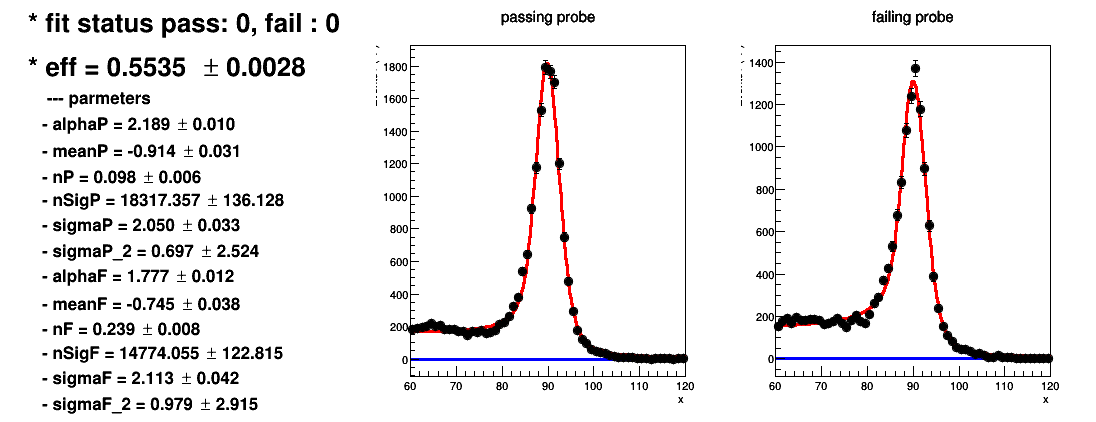 * fit status pass: 0, fail : 0
* eff = 0.5535 ± 0.0028
--- parmeters
- alphaP = 2.189 ± 0.010
- meanP = -0.914 ± 0.031
- nP = 0.098 ± 0.006
- nSigP = 18317.357 ± 136.128
- sigmaP = 2.050 ± 0.033
- sigmaP_2 = 0.697 ± 2.524
- alphaF = 1.777 ± 0.012
- meanF = -0.745 ± 0.038
- nF = 0.239 ± 0.008
- nSigF = 14774.055 ± 122.815
- sigmaF = 2.113 ± 0.042
- sigmaF_2 = 0.979 ± 2.915
passing probe
1800
1600
1400
1200
1000
800
600
400
200
0
60 70 80 90 100 110 120
x
failing probe
1400
1200
1000
800
600
400
200
0
60 70 80 90 100 110 120
x